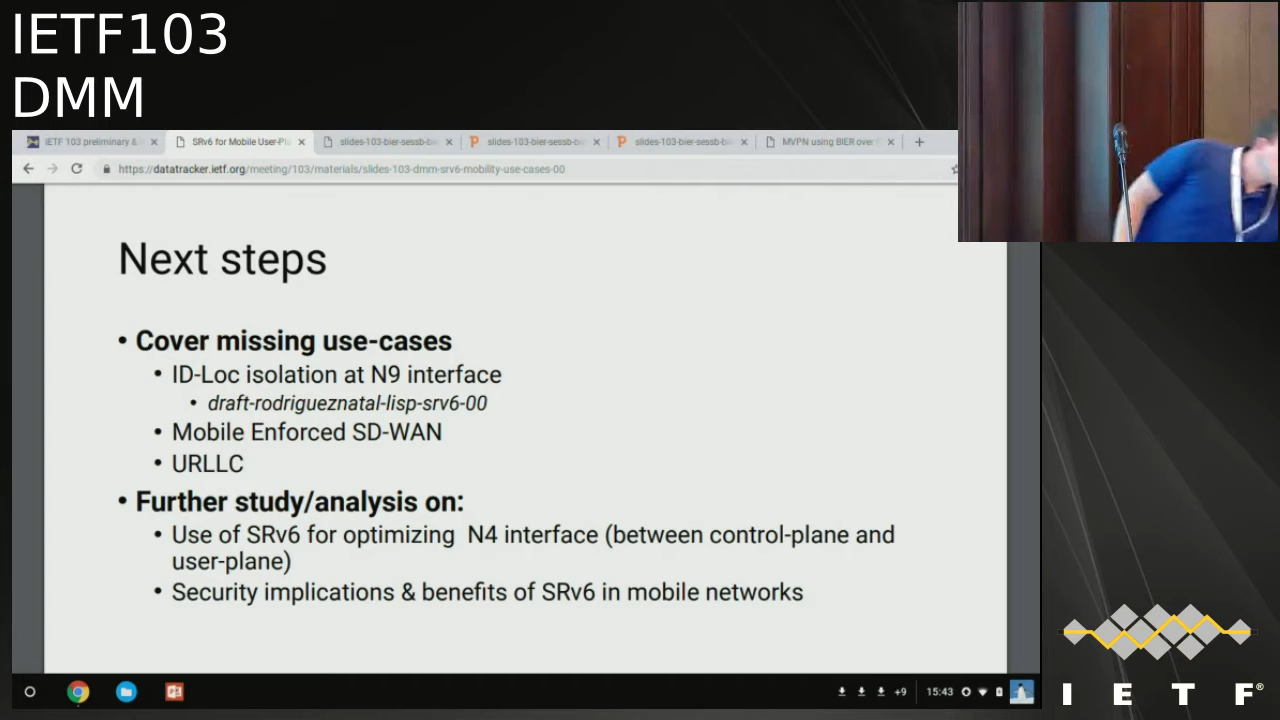 IETF103
DMM
IETF 103 preliminary &
SRv6 for Mobile User-Pl
slides-103-bier-sessb-b
slides-103-bier-sessb-b
slides-103-bier-sessb-b
MVPN using BIER over
https://datatracker.ietf.org/meeting/103/materials/slides-103-dmm-srv6-mobility-use-cases-00
Next steps
• Cover missing use-cases
• ID-Loc isolation at N9 interface
• draft-rodrigueznatal-lisp-srv6-00
• Mobile Enforced SD-WAN
• URLLC
• Further study/analysis on:
• Use of SRv6 for optimizing N4 interface (between control-plane and
user-plane)
• Security implications & benefits of SRv6 in mobile networks
+9 15:43
I E T F®